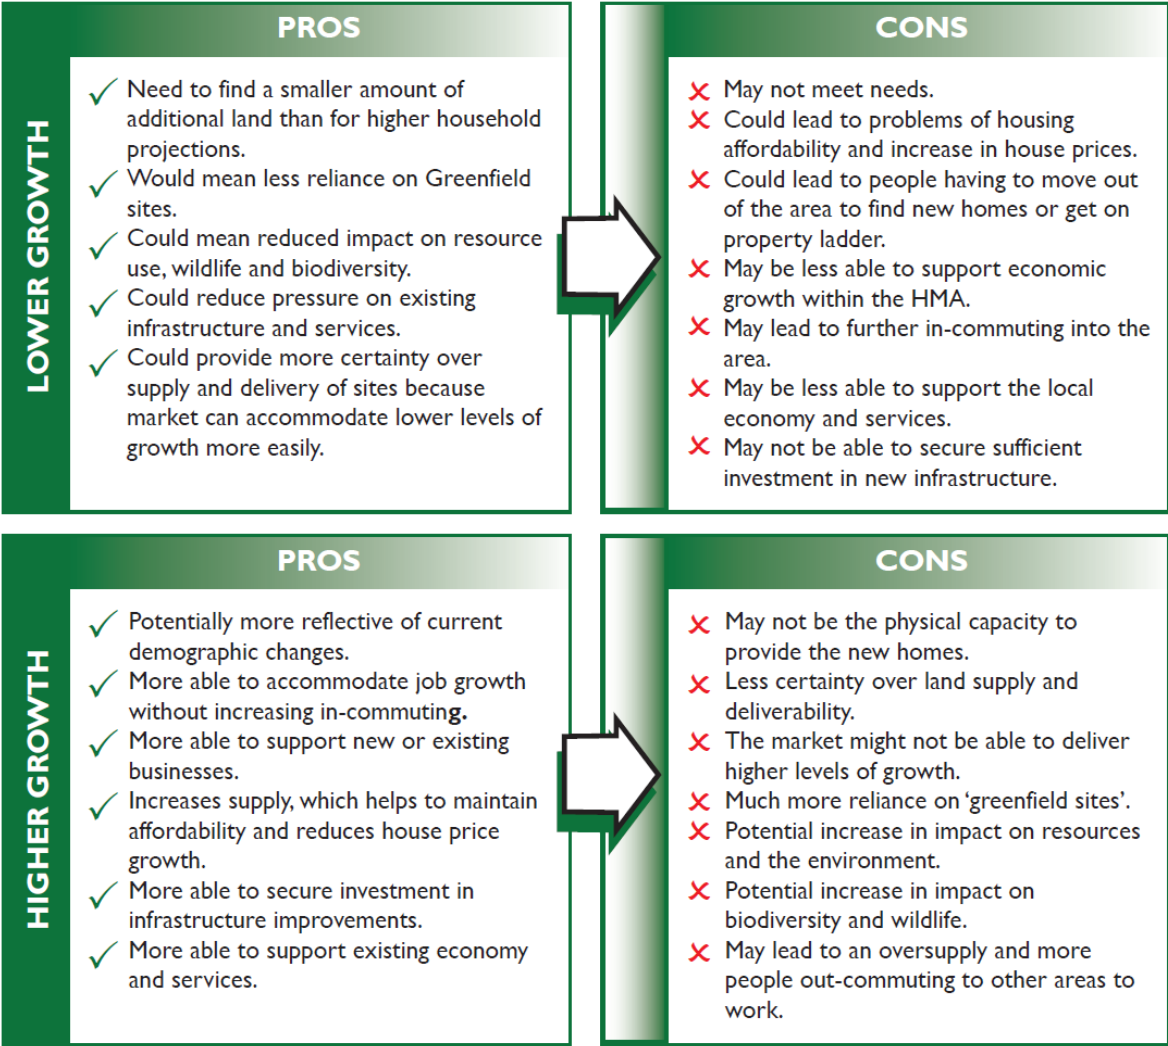 PROS
CONS
LOWER GROWTH
Need to find a smaller amount of
additional land than for higher household
projections.
Would mean less reliance on Greenfield
sites.
Could mean reduced impact on resource
use, wildlife and biodiversity.
Could reduce pressure on existing
infrastructure and services.
Could provide more certainty over
supply and delivery of sites because
market can accommodate lower levels of
growth more easily.
May not meet needs.
Could lead to problems of housing
affordability and increase in house prices.
Could lead to people having to move out
of the area to find new homes or get on
property ladder.
May be less able to support economic
growth within the HMA.
May lead to further in-commuting into the
area.
May be less able to support the local
economy and services.
May not be able to secure sufficient
investment in new infrastructure.
PROS
CONS
HIGHER GROWTH
Potentially more reflective of current
demographic changes.
More able to accommodate job growth
without increasing in-commuting.
More able to support new or existing
businesses.
Increases supply, which helps to maintain
affordability and reduces house price
growth.
More able to secure investment in
infrastructure improvements.
More able to support existing economy
and services.
May not be the physical capacity to
provide the new homes.
Less certainty over land supply and
deliverability.
The market might not be able to deliver
higher levels of growth.
Much more reliance on ‘greenfield sites’.
Potential increase in impact on resources
and the environment.
Potential increase in impact on
biodiversity and wildlife.
May lead to an oversupply and more
people out-commuting to other areas to
work.